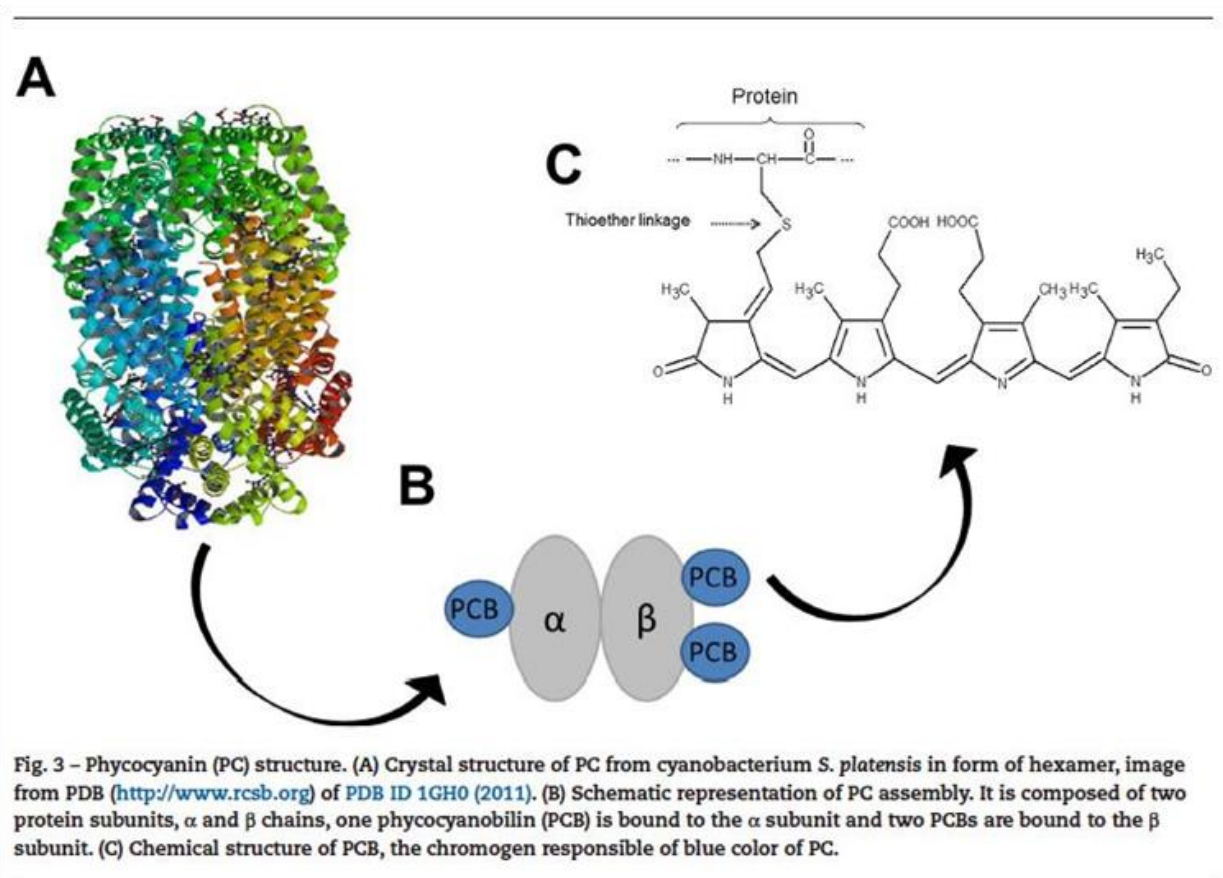 A
Protein
C
O
... NH CH C ...
Thioether linkage
S
COOH HOOC
H₃C
H₃C
H₃C
CH₃ H₃C
O
N
H
N
H
N
N
H
O
B
PCB
α
β
PCB
PCB
Fig. 3 – Phycocyanin (PC) structure. (A) Crystal structure of PC from cyanobacterium S. platensis in form of hexamer, image
from PDB (http://www.rcsb.org) of PDB ID 1GH0 (2011). (B) Schematic representation of PC assembly. It is composed of two
protein subunits, α and β chains, one phycocyanobilin (PCB) is bound to the α subunit and two PCBs are bound to the β
subunit. (C) Chemical structure of PCB, the chromogen responsible of blue color of PC.